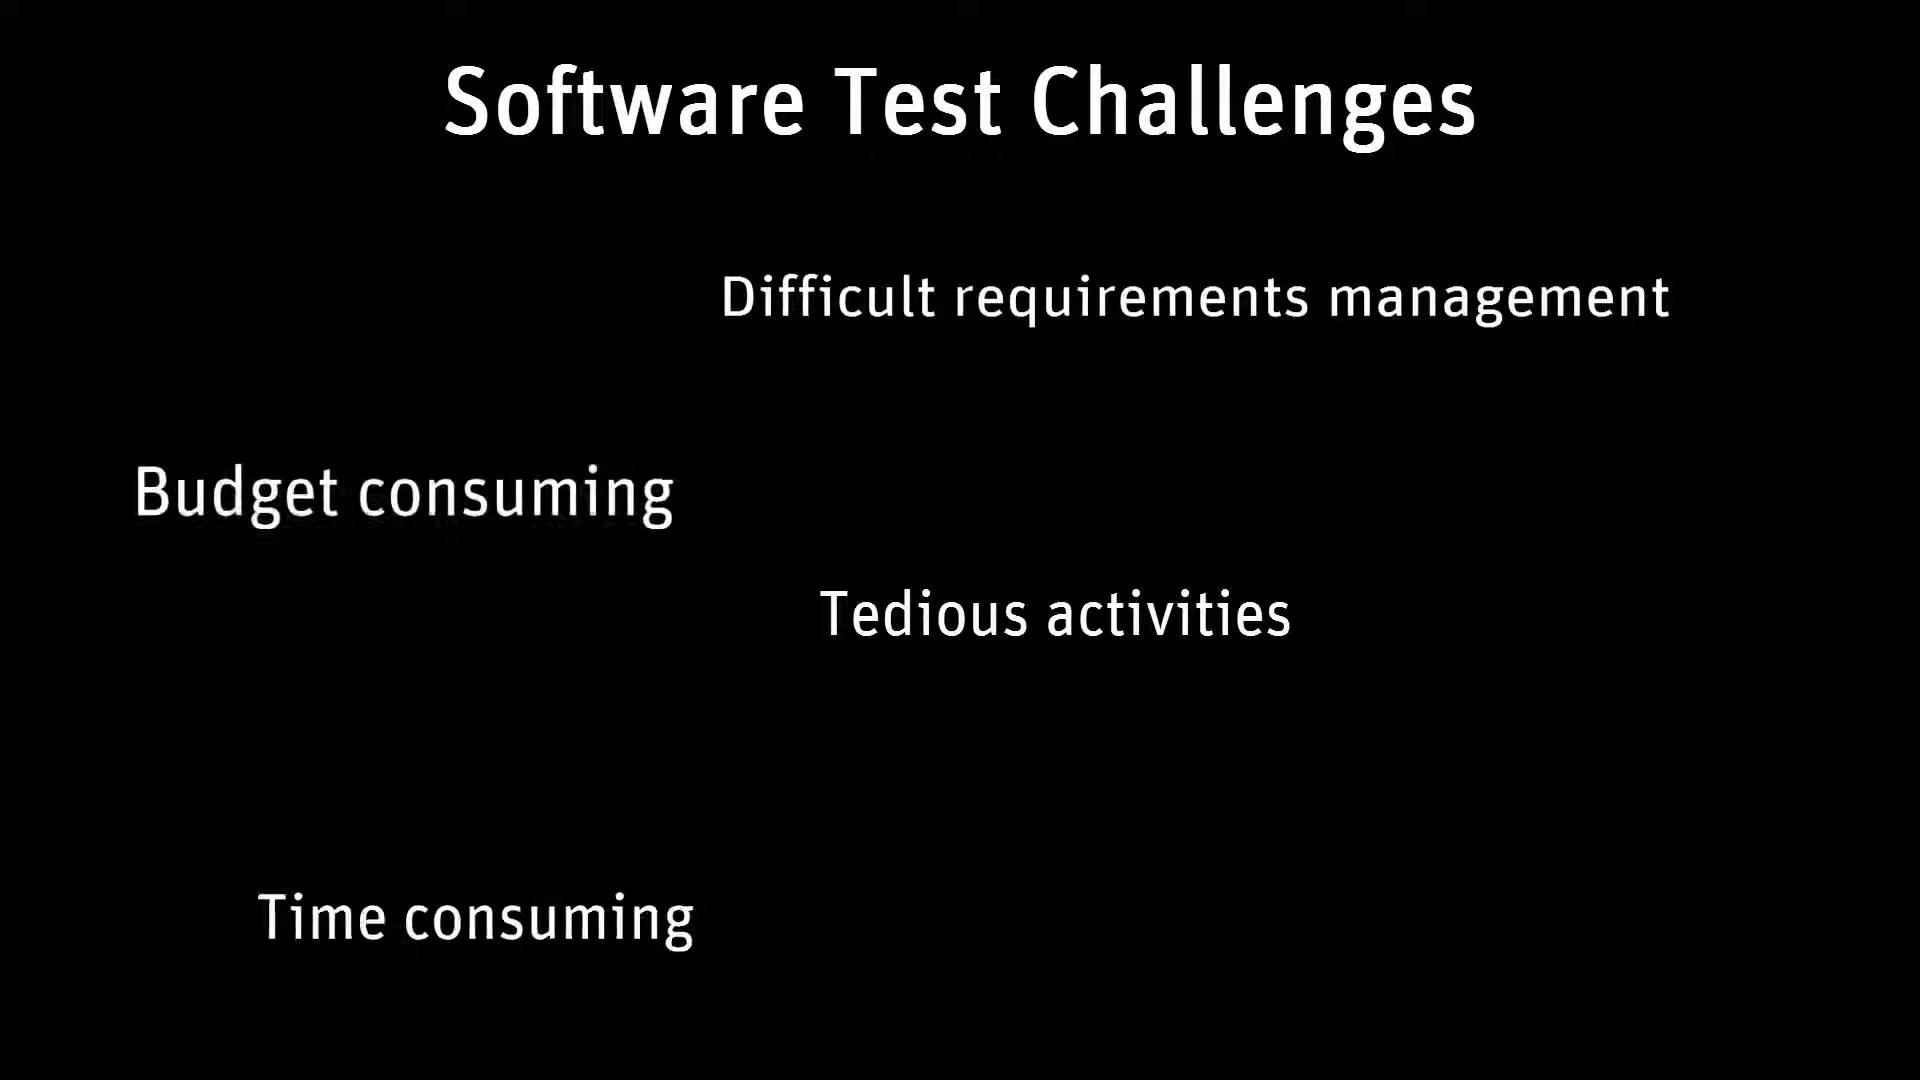 Software Test Challenges
Difficult requirements management
Budget consuming
Tedious activities
Time consuming